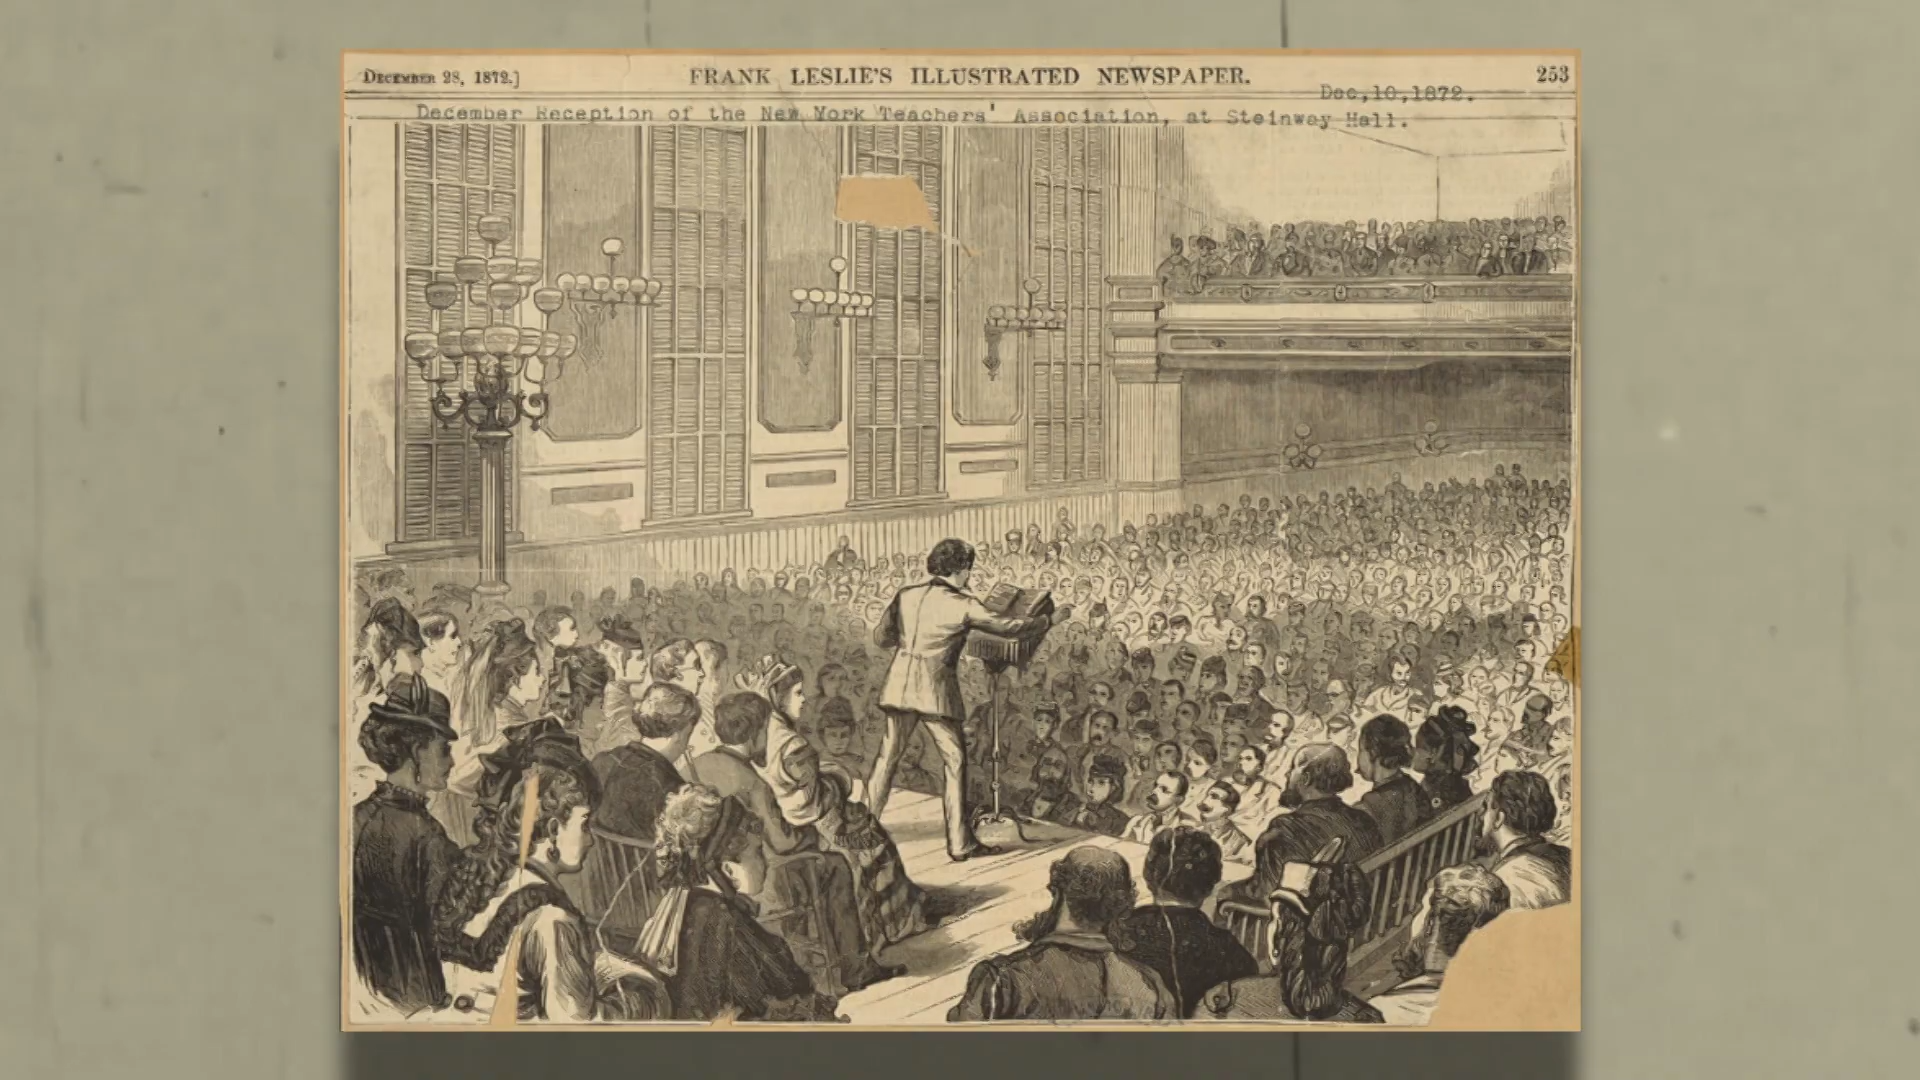 DECEMBER 28, 1872.] FRANK LESLIE'S ILLUSTRATED NEWSPAPER. 253
Dec,10,1872.
December Reception of the New York Teachers' Association, at Steinway Hall.